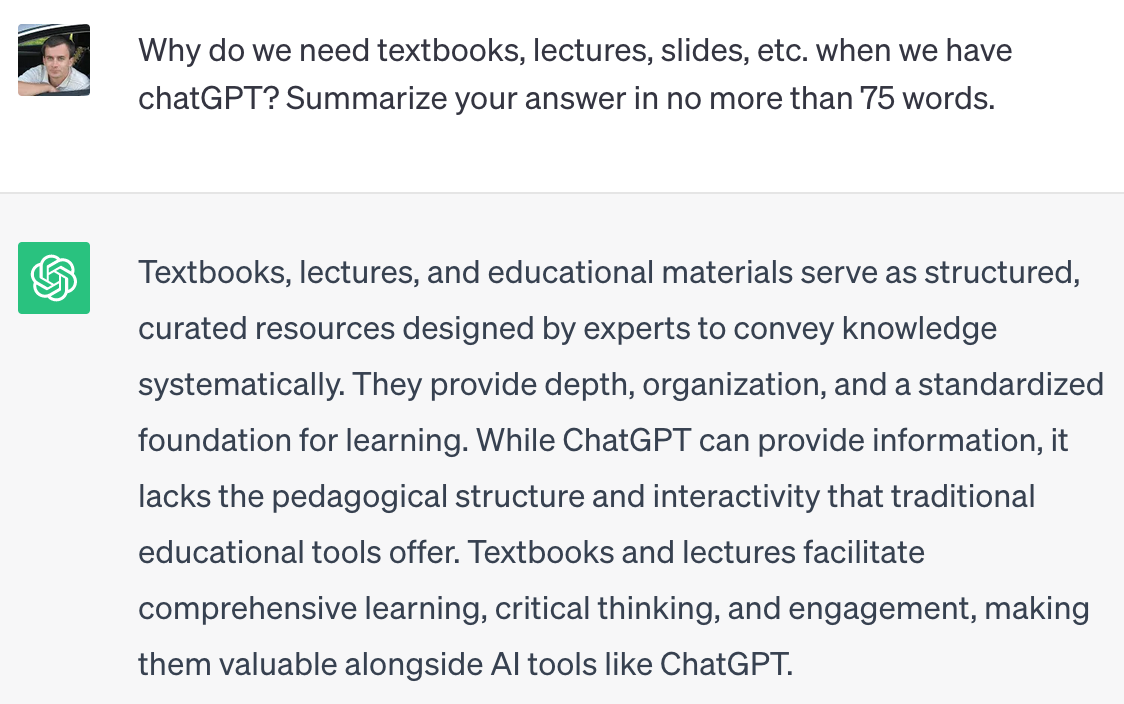 Why do we need textbooks, lectures, slides, etc. when we have
chatGPT? Summarize your answer in no more than 75 words.
Textbooks, lectures, and educational materials serve as structured,
curated resources designed by experts to convey knowledge
systematically. They provide depth, organization, and a standardized
foundation for learning. While ChatGPT can provide information, it
lacks the pedagogical structure and interactivity that traditional
educational tools offer. Textbooks and lectures facilitate
comprehensive learning, critical thinking, and engagement, making
them valuable alongside AI tools like ChatGPT.